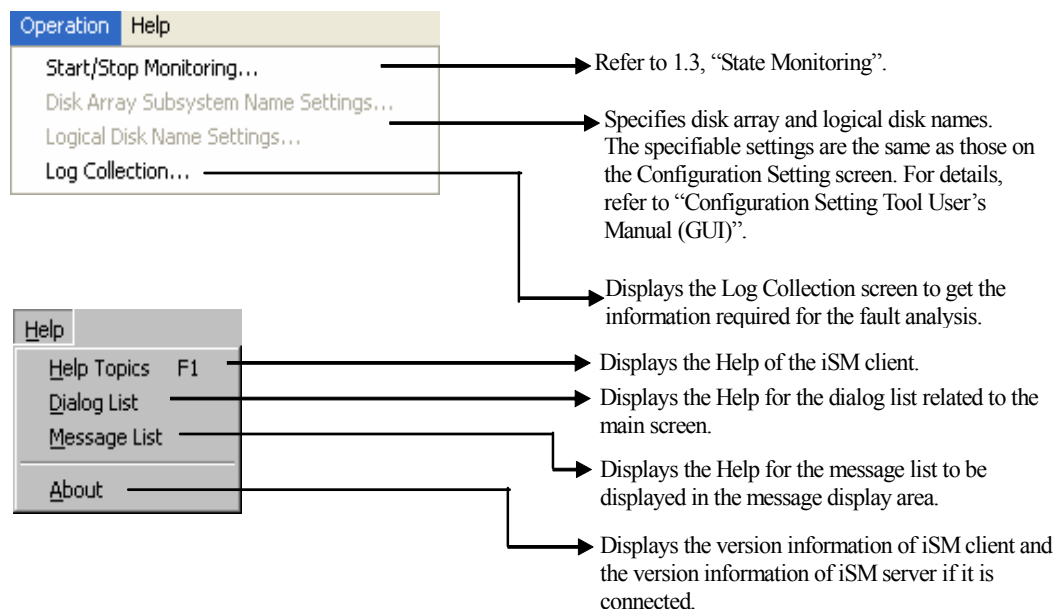 Operation Help
Start/Stop Monitoring...
Disk Array Subsystem Name Settings...
Logical Disk Name Settings...
Log Collection...
Refer to 1.3, “State Monitoring”.
Specifies disk array and logical disk names.
The specifiable settings are the same as those on
the Configuration Setting screen. For details,
refer to “Configuration Setting Tool User’s
Manual (GUI)”.
Displays the Log Collection screen to get the
information required for the fault analysis.
Help
Help Topics F1
Dialog List
Message List
About
Displays the Help of the iSM client.
Displays the Help for the dialog list related to the
main screen.
Displays the Help for the message list to be
displayed in the message display area.
Displays the version information of iSM client and
the version information of iSM server if it is
connected.